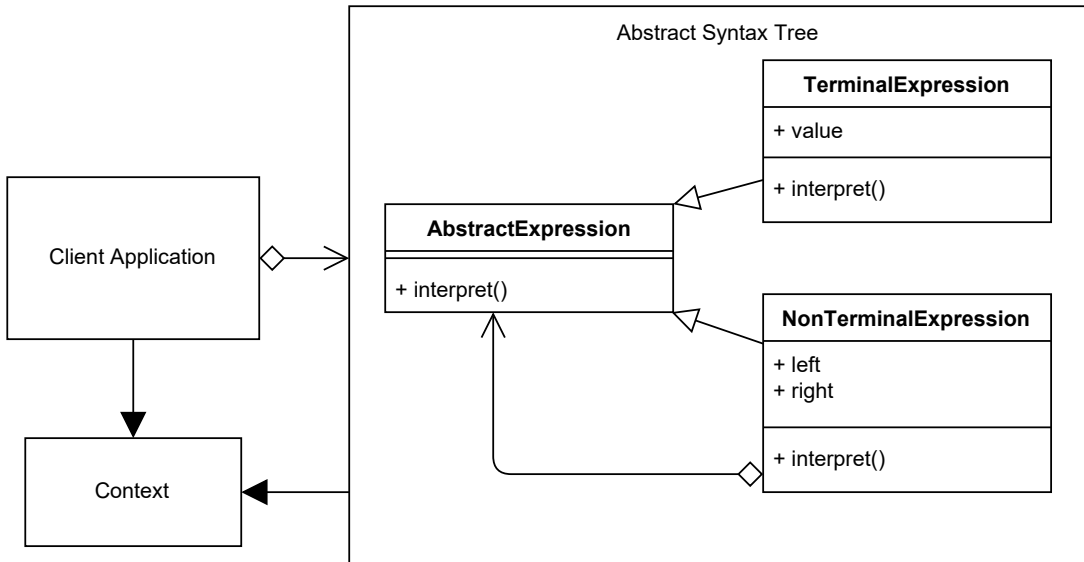 Abstract Syntax Tree
TerminalExpression
+ value
+ interpret()
Client Application
AbstractExpression
+ interpret()
NonTerminalExpression
+ left
+ right
+ interpret()
Context